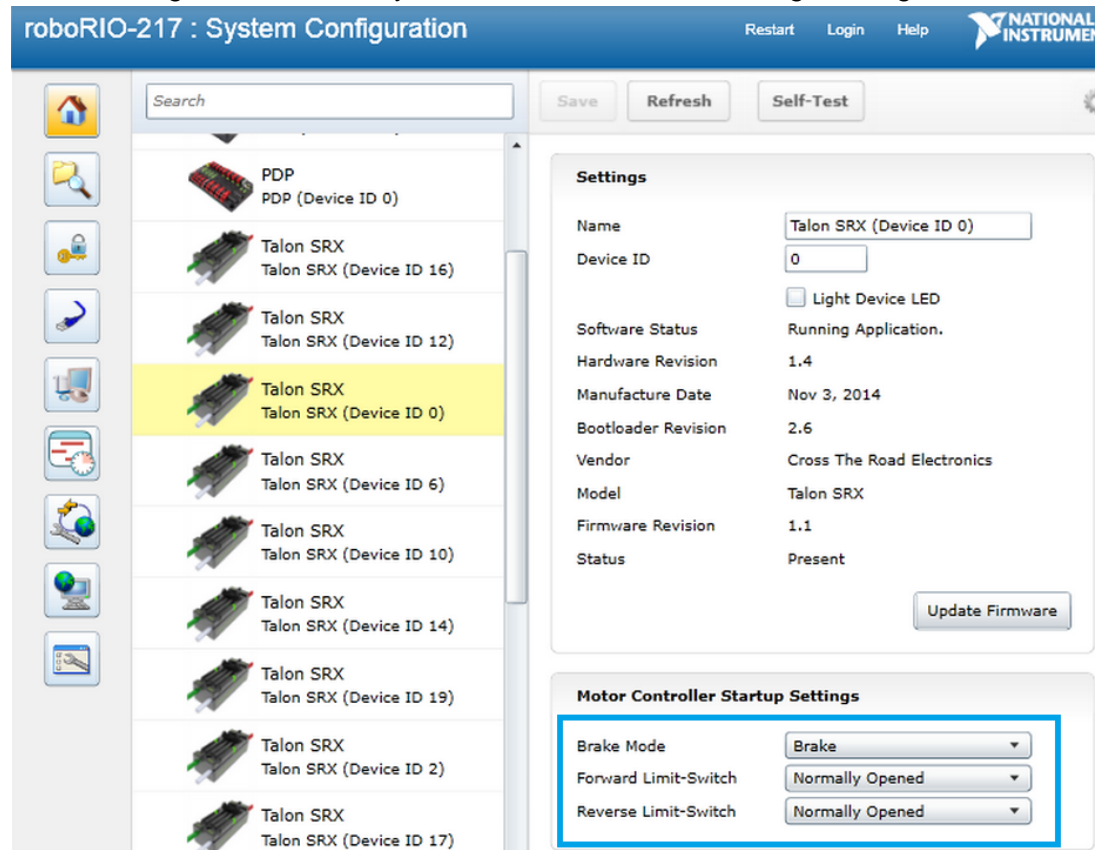 roboRIO-217 : System Configuration
Restart Login Help
NATIONAL
INSTRUMEN
Search
Save Refresh Self-Test
PDP
PDP (Device ID 0)
Talon SRX
Talon SRX (Device ID 16)
Talon SRX
Talon SRX (Device ID 12)
Talon SRX
Talon SRX (Device ID 0)
Talon SRX
Talon SRX (Device ID 6)
Talon SRX
Talon SRX (Device ID 10)
Talon SRX
Talon SRX (Device ID 14)
Talon SRX
Talon SRX (Device ID 19)
Talon SRX
Talon SRX (Device ID 2)
Talon SRX
Talon SRX (Device ID 17)
Settings
Name Talon SRX (Device ID 0)
Device ID 0
Light Device LED
Software Status Running Application.
Hardware Revision 1.4
Manufacture Date Nov 3, 2014
Bootloader Revision 2.6
Vendor Cross The Road Electronics
Model Talon SRX
Firmware Revision 1.1
Status Present
Update Firmware
Motor Controller Startup Settings
Brake Mode Brake
Forward Limit-Switch Normally Opened
Reverse Limit-Switch Normally Opened